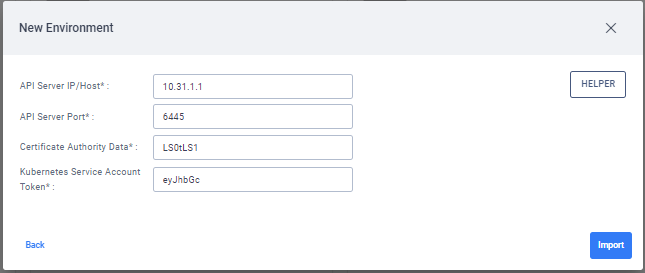 New Environment
API Server IP/Host* :
10.31.1.1
HELPER
API Server Port* :
6445
Certificate Authority Data* :
LS0tLS1
Kubernetes Service Account
Token* :
eyJhbGc
Back
Import